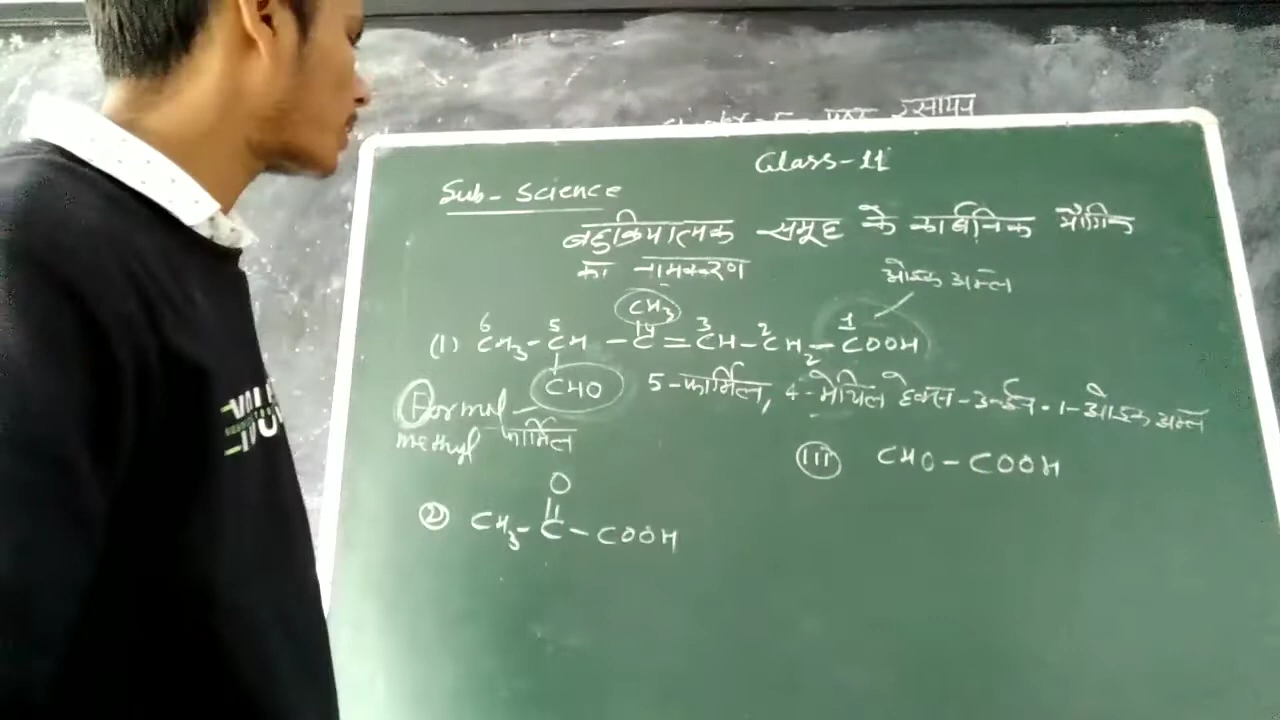 रसायन
Class-11
Sub- Science
बहुक्रियात्मक समूह के कार्बनिक यौगिक
का नामकरण
ओइक अम्ल
CH₃
6 5 4 3 2 1
(1) CH₃-CH-C=CH-CH₂-COOH
CHO 5-फार्मिल, 4-मेथिल हेक्स-3-ईन-1-ओइक अम्ल
Formyl
methyl फार्मिल
(III) CHO-COOH
O
||
② CH₃-C-COOH